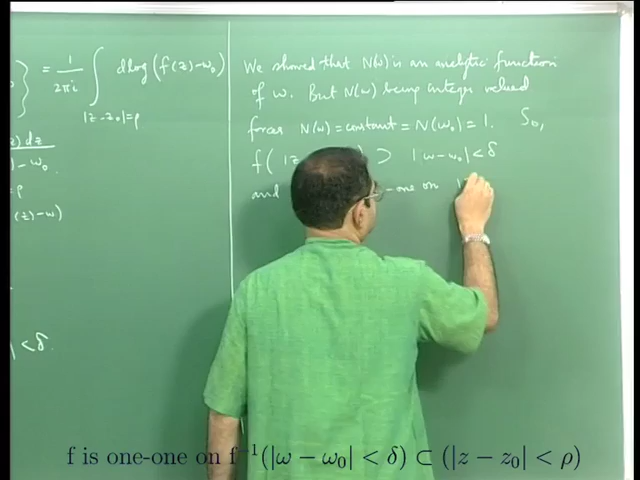 } = 1/2πi ∫ dlog(f(z)-ω₀)
|z-z₀|=ρ
) dz
ω₀.
=ρ
(z)-ω)
| < δ.
We showed that N(ω) is an analytic function
of ω. But N(ω) being integer valued
forces N(ω) = constant = N(ω₀) = 1. So,
f( |z ) ⊃ |ω-ω₀| < δ
and -one on
f is one-one on f⁻¹(|ω − ω₀| < δ) ⊂ (|z − z₀| < ρ)